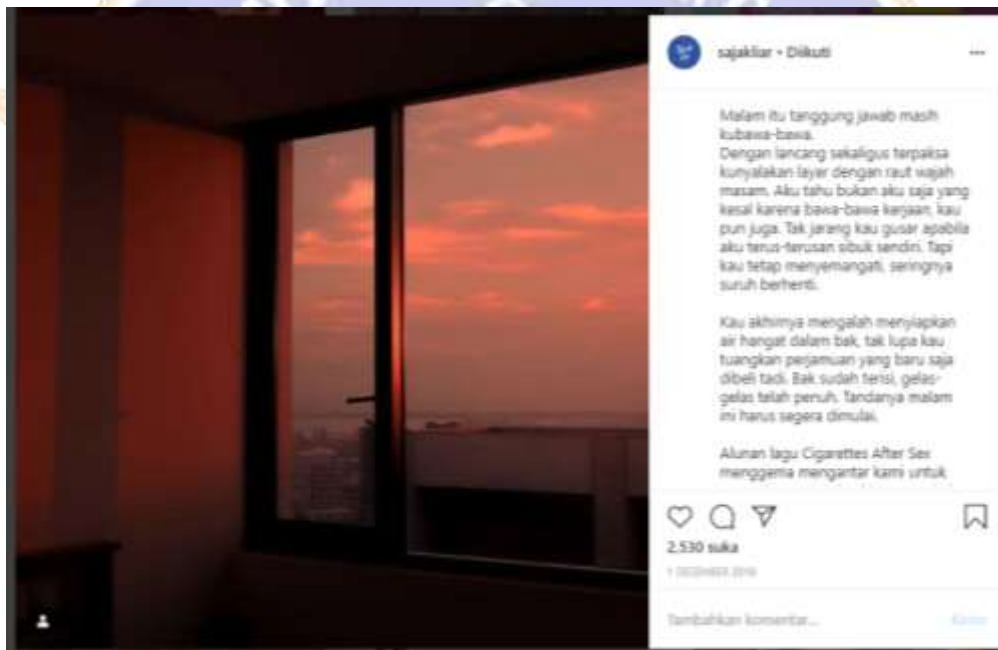 sajakliar • Diikuti
Malam itu tanggung jawab masih
kubawa-bawa.
Dengan lancang sekaligus terpaksa
kunyalakan layar dengan raut wajah
masam. Aku tahu bukan aku saja yang
kesal karena bawa-bawa kerjaan, kau
pun juga. Tak jarang kau gusar apabila
aku terus-terusan sibuk sendiri. Tapi
kau tetap menyemangati, seringnya
suruh berhenti.
Kau akhirnya mengalah menyiapkan
air hangat dalam bak, tak lupa kau
tuangkan perjamuan yang baru saja
dibeli tadi. Bak sudah terisi, gelas-
gelas telah penuh. Tandanya malam
ini harus segera dimulai.
Alunan lagu Cigarettes After Sex
menggema mengantar kami untuk
2.530 suka
DESEMBER
Tambahkan komentar...
Kirim